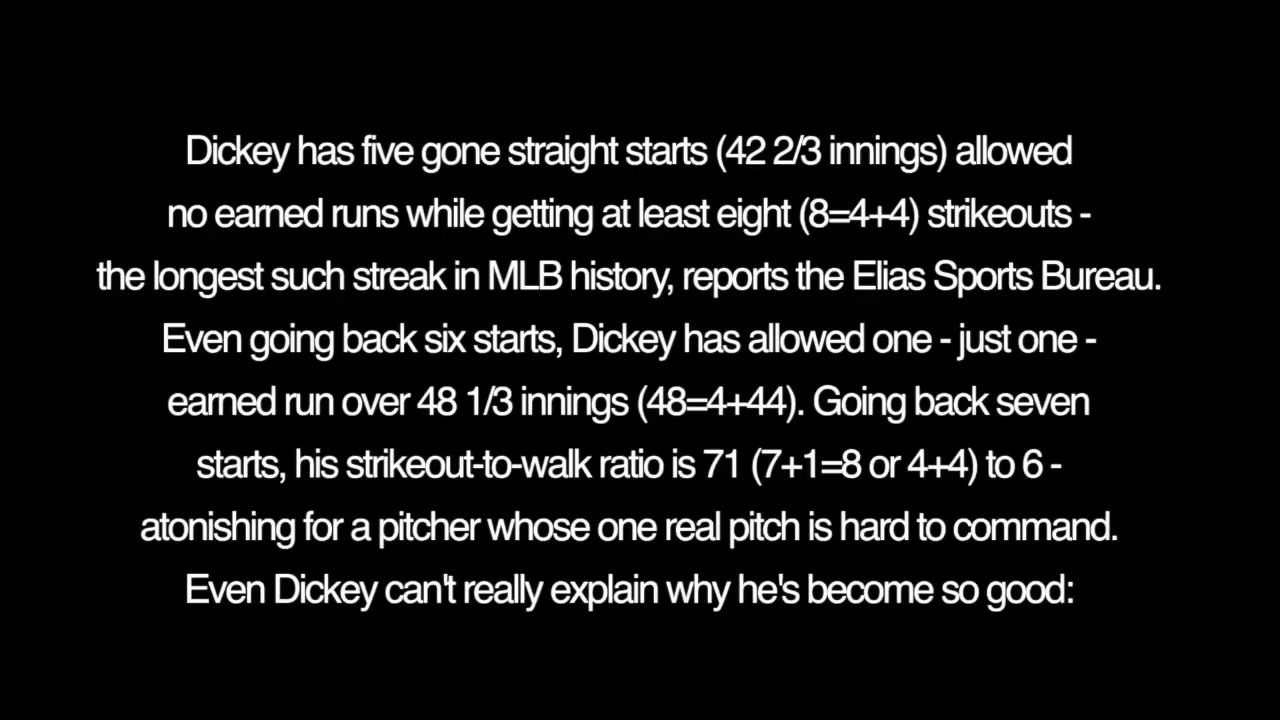 Dickey has five gone straight starts (42 2/3 innings) allowed
no earned runs while getting at least eight (8=4+4) strikeouts -
the longest such streak in MLB history, reports the Elias Sports Bureau.
Even going back six starts, Dickey has allowed one - just one -
earned run over 48 1/3 innings (48=4+44). Going back seven
starts, his strikeout-to-walk ratio is 71 (7+1=8 or 4+4) to 6 -
atonishing for a pitcher whose one real pitch is hard to command.
Even Dickey can't really explain why he's become so good: